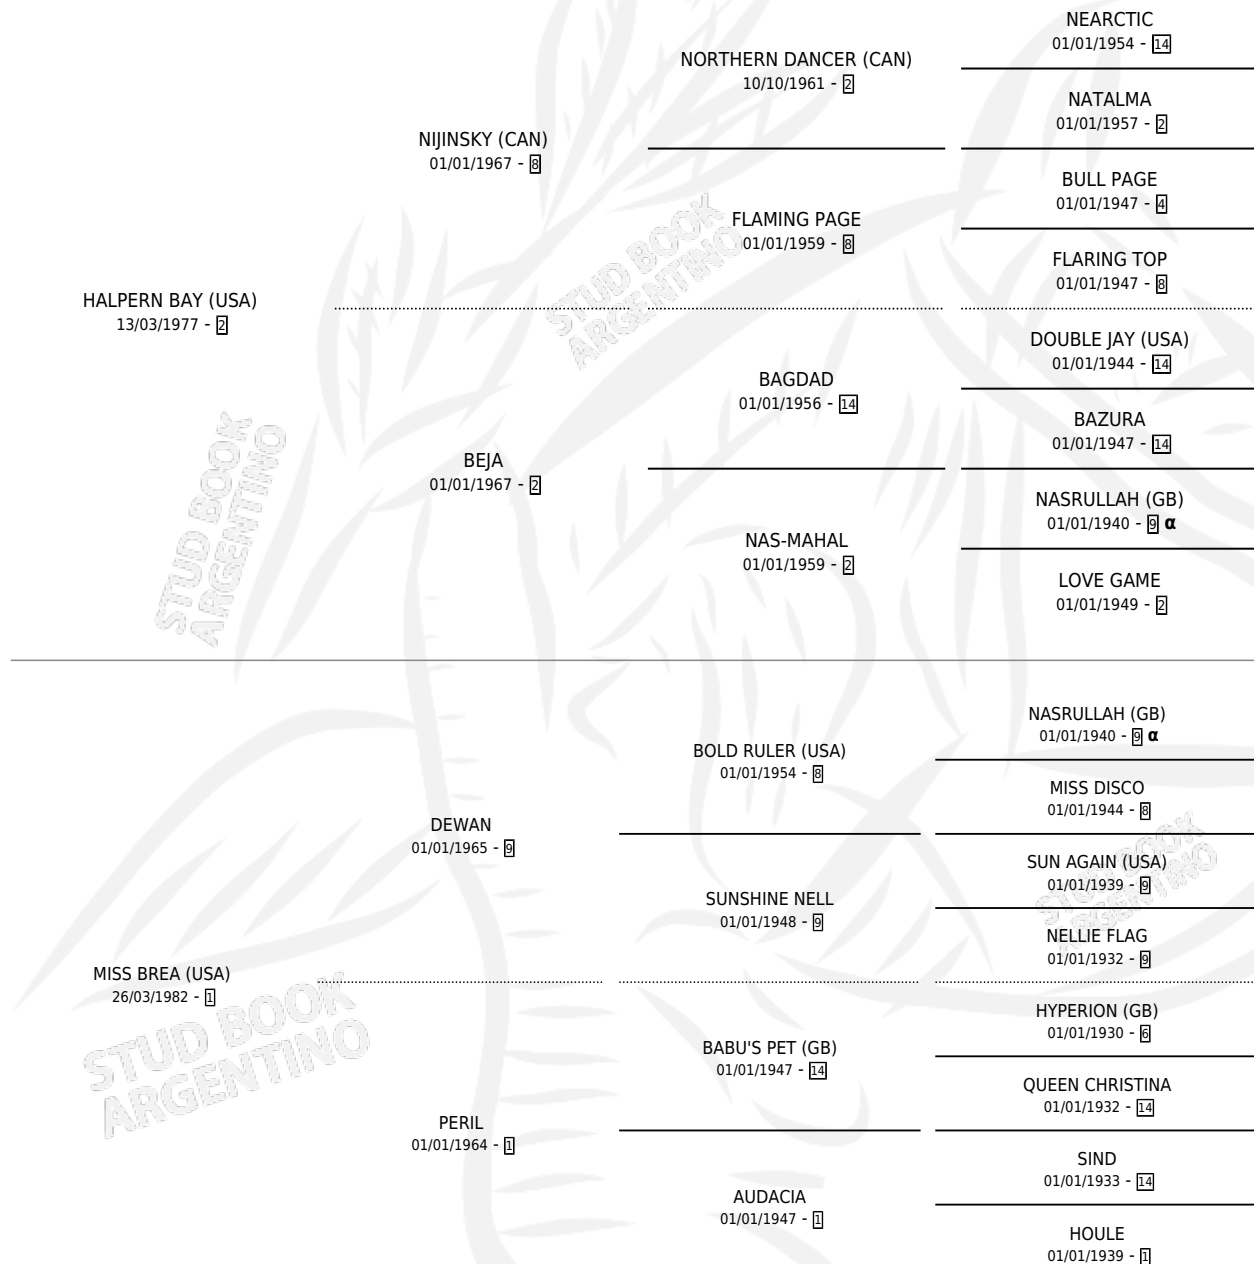 NEARCTIC
01/01/1954 - 14
NORTHERN DANCER (CAN)
10/10/1961 - 2
NATALMA
01/01/1957 - 2
NIJINSKY (CAN)
01/01/1967 - 8
BULL PAGE
01/01/1947 - 4
FLAMING PAGE
01/01/1959 - 8
FLARING TOP
01/01/1947 - 8
HALPERN BAY (USA)
13/03/1977 - 2
DOUBLE JAY (USA)
01/01/1944 - 14
BAGDAD
01/01/1956 - 14
BAZURA
01/01/1947 - 14
BEJA
01/01/1967 - 2
NASRULLAH (GB)
01/01/1940 - 9 α
NAS-MAHAL
01/01/1959 - 2
LOVE GAME
01/01/1949 - 2
NASRULLAH (GB)
01/01/1940 - 9 α
BOLD RULER (USA)
01/01/1954 - 8
MISS DISCO
01/01/1944 - 8
DEWAN
01/01/1965 - 9
SUN AGAIN (USA)
01/01/1939 - 9
SUNSHINE NELL
01/01/1948 - 9
NELLIE FLAG
01/01/1932 - 9
MISS BREA (USA)
26/03/1982 - 1
HYPERION (GB)
01/01/1930 - 6
BABU'S PET (GB)
01/01/1947 - 14
QUEEN CHRISTINA
01/01/1932 - 14
PERIL
01/01/1964 - 1
SIND
01/01/1933 - 14
AUDACIA
01/01/1947 - 1
HOULE
01/01/1939 - 1
STUD BOOK
ARGENTINO
STUD BOOK
ARGENTINO
STUD BOOK
ARGENTINO
STUD BOOK
ARGENTINO